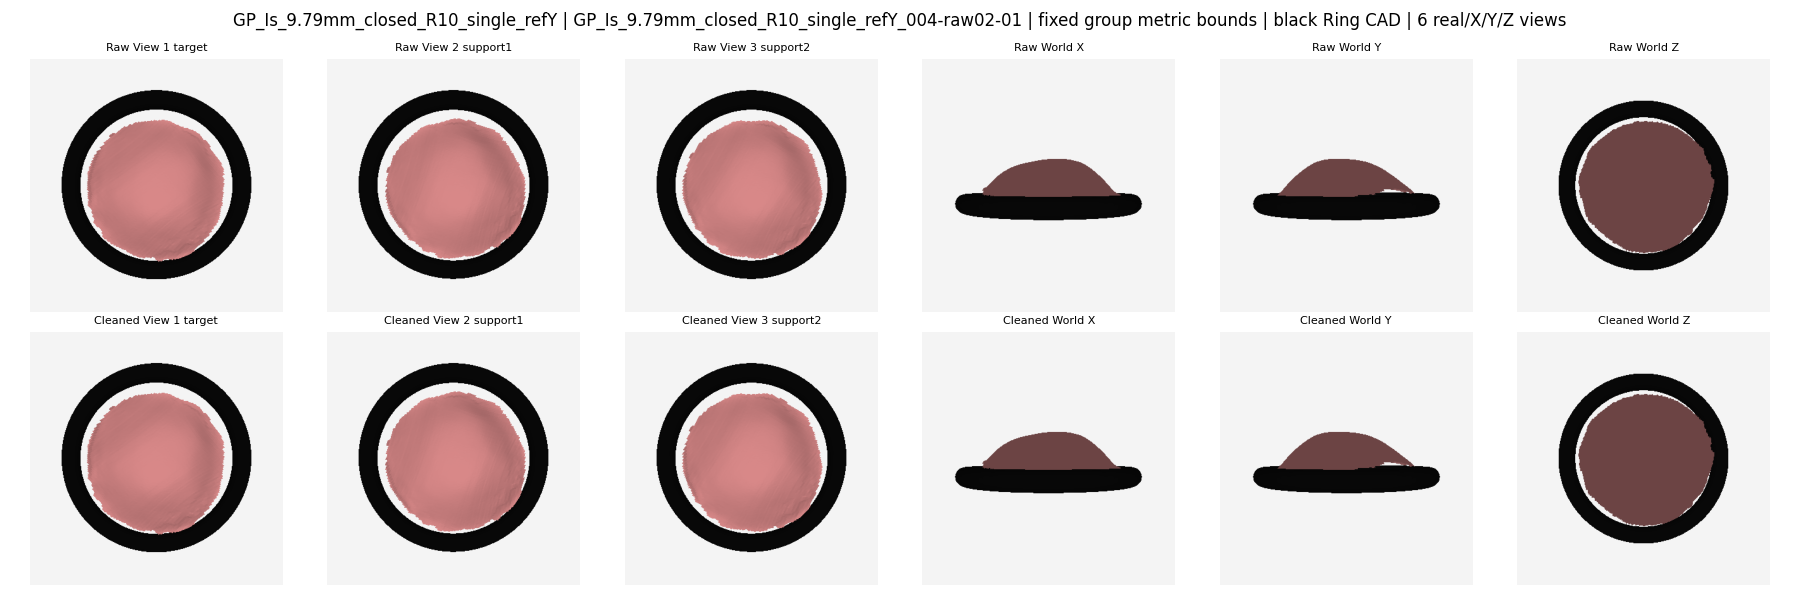 GP_Is_9.79mm_closed_R10_single_refY | GP_Is_9.79mm_closed_R10_single_refY_004-raw02-01 | fixed group metric bounds | black Ring CAD | 6 real/X/Y/Z views
Raw View 1 target
Raw View 2 support1
Raw View 3 support2
Raw World X
Raw World Y
Raw World Z
Cleaned View 1 target
Cleaned View 2 support1
Cleaned View 3 support2
Cleaned World X
Cleaned World Y
Cleaned World Z